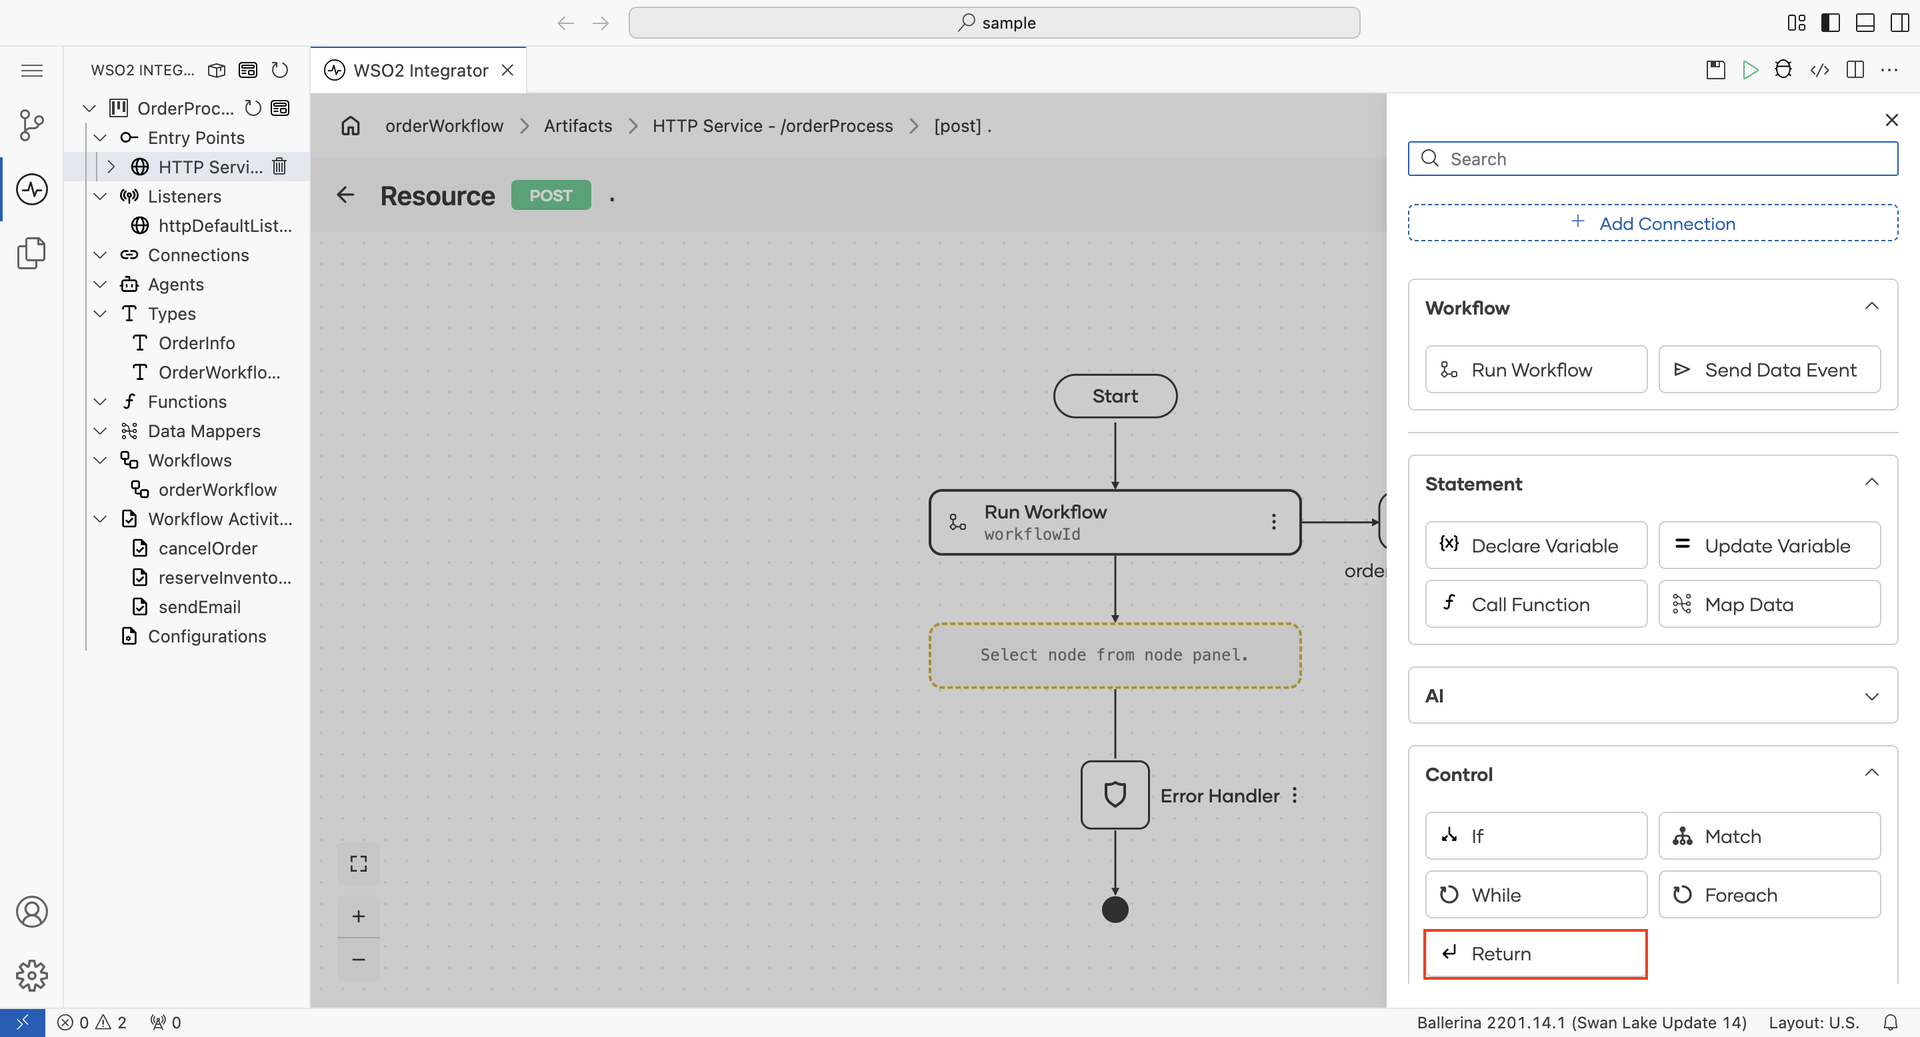 sample
WSO2 INTEG...
WSO2 Integrator
OrderProc...
Entry Points
HTTP Servi...
Listeners
httpDefaultList...
Connections
Agents
Types
OrderInfo
OrderWorkflo...
Functions
Data Mappers
Workflows
orderWorkflow
Workflow Activit...
cancelOrder
reserveInvento...
sendEmail
Configurations
orderWorkflow > Artifacts > HTTP Service - /orderProcess > [post] .
Resource POST .
Start
Run Workflow
workflowId
order
Select node from node panel.
Error Handler
Search
+ Add Connection
Workflow
Run Workflow
Send Data Event
Statement
Declare Variable
Update Variable
Call Function
Map Data
AI
Control
If
Match
While
Foreach
Return
0 2 0
Ballerina 2201.14.1 (Swan Lake Update 14) Layout: U.S.